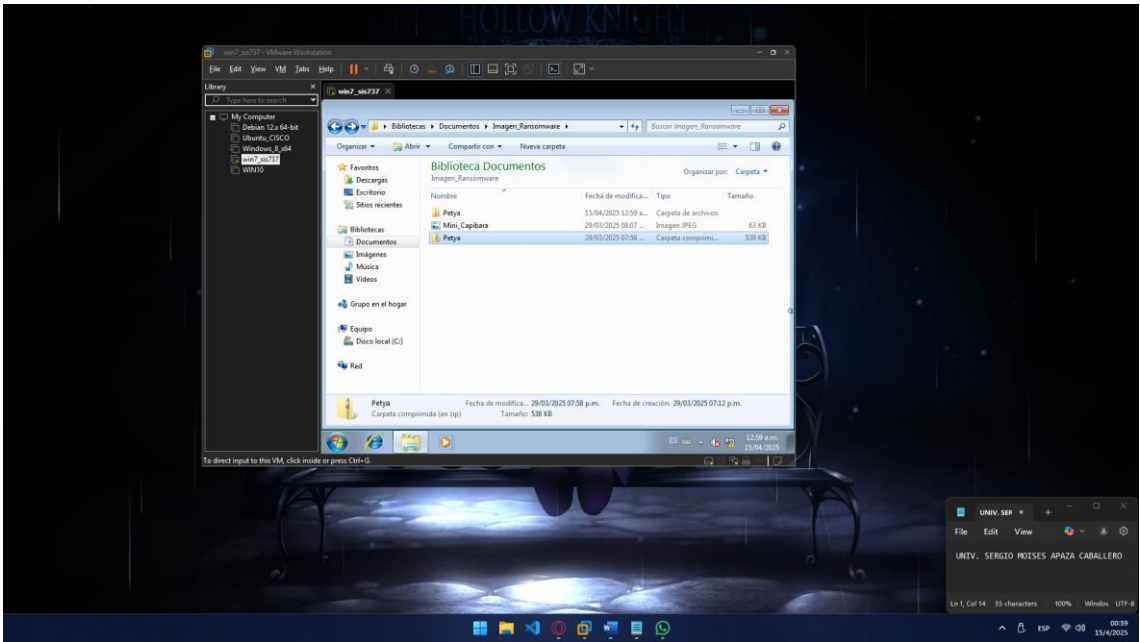 HOLLOW KNIGHT
win7_sis737 - VMware Workstation
File Edit View VM Tabs Help
Library
Type here to search
My Computer
Debian 12.x 64-bit
Ubuntu_CISCO
Windows_8_x64
win7_sis737
WIN10
win7_sis737
Bibliotecas Documentos Imagen_Ransomware
Buscar Imagen_Ransomware
Organizar Abrir Compartir con Nueva carpeta
Favoritos
Descargas
Escritorio
Sitios recientes
Bibliotecas
Documentos
Imágenes
Música
Vídeos
Grupo en el hogar
Equipo
Disco local (C:)
Red
Biblioteca Documentos
Imagen_Ransomware
Organizar por: Carpeta
Nombre Fecha de modifica... Tipo Tamaño
Petya 15/04/2025 12:59 a... Carpeta de archivos
Mini_Capibara 29/03/2025 08:07 ... Imagen JPEG 63 KB
Petya 29/03/2025 07:58 ... Carpeta comprimi... 539 KB
Petya Fecha de modifica... 29/03/2025 07:58 p.m. Fecha de creación: 29/03/2025 07:12 p.m.
Carpeta comprimida (en zip) Tamaño: 538 KB
ES 12:59 a.m.
15/04/2025
To direct input to this VM, click inside or press Ctrl+G.
UNIV. SER
File Edit View
UNIV. SERGIO MOISES APAZA CABALLERO
Ln 1, Col 14 35 characters 100% Window UTF-8
ESP 00:59
15/4/2025